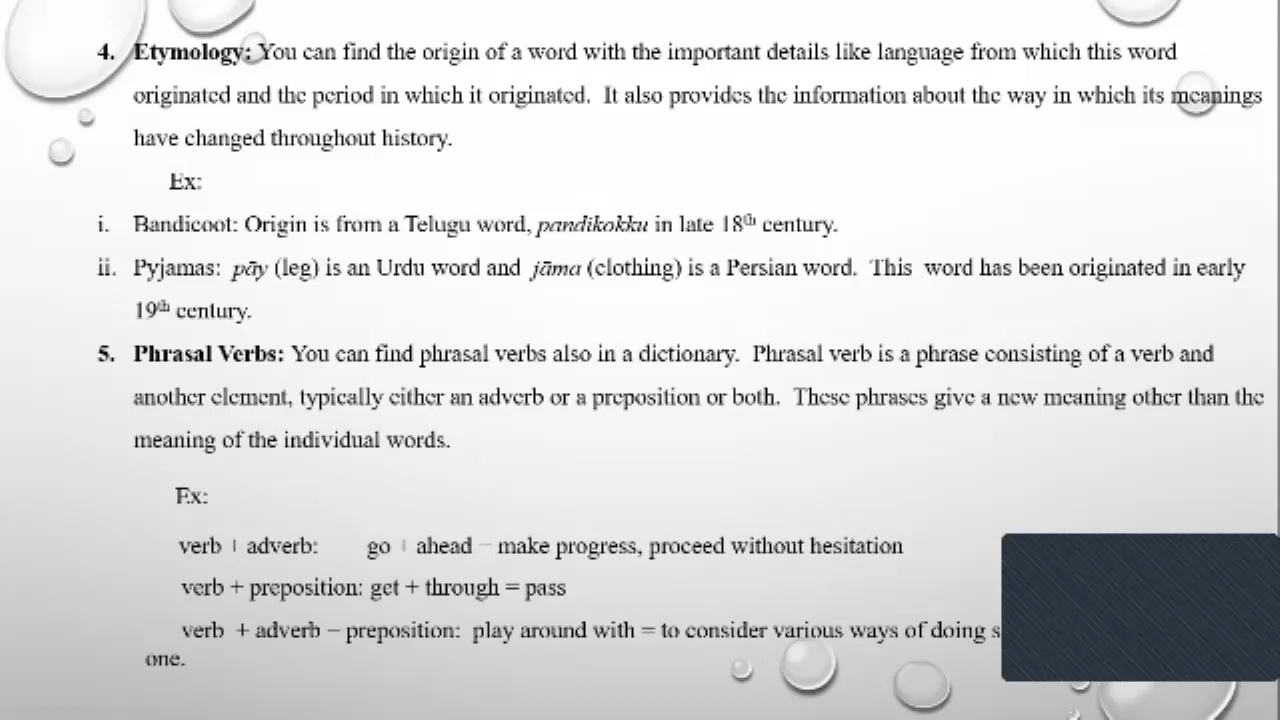 4. Etymology: You can find the origin of a word with the important details like language from which this word
originated and the period in which it originated. It also provides the information about the way in which its meanings
have changed throughout history.
Ex:
i. Bandicoot: Origin is from a Telugu word, pandikokku in late 18th century.
ii. Pyjamas: pāy (leg) is an Urdu word and jāma (clothing) is a Persian word. This word has been originated in early
19th century.
5. Phrasal Verbs: You can find phrasal verbs also in a dictionary. Phrasal verb is a phrase consisting of a verb and
another element, typically either an adverb or a preposition or both. These phrases give a new meaning other than the
meaning of the individual words.
Ex:
verb + adverb: go + ahead = make progress, proceed without hesitation
verb + preposition: get + through = pass
verb + adverb + preposition: play around with = to consider various ways of doing
one.